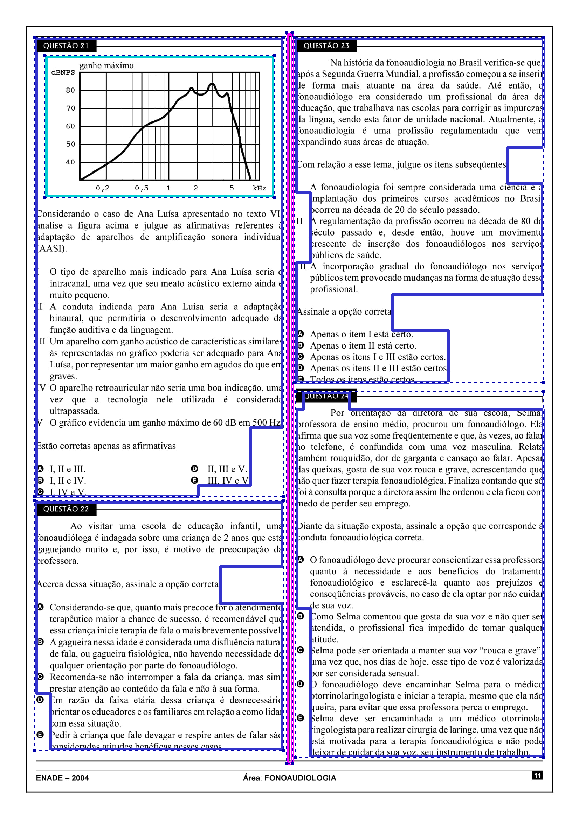 QUESTÃO 21
ganho máximo
dBNPS
80
70
60
50
40
0,2 0,5 1 2 5 kHz
Considerando o caso de Ana Luísa apresentado no texto VI,
analise a figura acima e julgue as afirmativas referentes à
adaptação de aparelhos de amplificação sonora individual
(AASI).
I O tipo de aparelho mais indicado para Ana Luísa seria o
intracanal, uma vez que seu meato acústico externo ainda é
muito pequeno.
II A conduta indicada para Ana Luísa seria a adaptação
binaural, que permitiria o desenvolvimento adequado da
função auditiva e da linguagem.
III Um aparelho com ganho acústico de características similares
às representadas no gráfico poderia ser adequado para Ana
Luísa, por representar um maior ganho em agudos do que em
graves.
IV O aparelho retroauricular não seria uma boa indicação, uma
vez que a tecnologia nele utilizada é considerada
ultrapassada.
V O gráfico evidencia um ganho máximo de 60 dB em 500 Hz.
Estão corretas apenas as afirmativas
A I, II e III. D II, III e V.
B I, II e IV. E III, IV e V.
C I, IV e V.
QUESTÃO 22
Ao visitar uma escola de educação infantil, uma
fonoaudióloga é indagada sobre uma criança de 2 anos que está
gaguejando muito e, por isso, é motivo de preocupação da
professora.
Acerca dessa situação, assinale a opção correta.
A Considerando-se que, quanto mais precoce for o atendimento
terapêutico maior a chance de sucesso, é recomendável que
essa criança inicie terapia de fala o mais brevemente possível.
B A gagueira nessa idade é considerada uma disfluência natural
de fala, ou gagueira fisiológica, não havendo necessidade de
qualquer orientação por parte do fonoaudiólogo.
C Recomenda-se não interromper a fala da criança, mas sim
prestar atenção ao conteúdo da fala e não à sua forma.
D Em razão da faixa etária dessa criança é desnecessário
orientar os educadores e os familiares em relação a como lidar
com essa situação.
E Pedir à criança que fale devagar e respire antes de falar são
consideradas atitudes benéficas nesses casos.
QUESTÃO 23
Na história da fonoaudiologia no Brasil verifica-se que,
após a Segunda Guerra Mundial, a profissão começou a se inserir
de forma mais atuante na área da saúde. Até então, o
fonoaudiólogo era considerado um profissional da área de
educação, que trabalhava nas escolas para corrigir as impurezas
da língua, sendo esta fator de unidade nacional. Atualmente, a
fonoaudiologia é uma profissão regulamentada que vem
expandindo suas áreas de atuação.
Com relação a esse tema, julgue os itens subseqüentes.
I A fonoaudiologia foi sempre considerada uma ciência e a
implantação dos primeiros cursos acadêmicos no Brasil
ocorreu na década de 20 do século passado.
II A regulamentação da profissão ocorreu na década de 80 do
século passado e, desde então, houve um movimento
crescente de inserção dos fonoaudiólogos nos serviços
públicos de saúde.
III A incorporação gradual do fonoaudiólogo nos serviços
públicos tem provocado mudanças na forma de atuação desse
profissional.
Assinale a opção correta.
A Apenas o item I está certo.
B Apenas o item II está certo.
C Apenas os itens I e III estão certos.
D Apenas os itens II e III estão certos.
E Todos os itens estão certos.
QUESTÃO 24
Por orientação da diretora de sua escola, Selma,
professora de ensino médio, procurou um fonoaudiólogo. Ela
afirma que sua voz some freqüentemente e que, às vezes, ao falar
ao telefone, é confundida com uma voz masculina. Relata
também rouquidão, dor de garganta e cansaço ao falar. Apesar
das queixas, gosta de sua voz rouca e grave, acrescentando que
não quer fazer terapia fonoaudiológica. Finaliza contando que só
foi à consulta porque a diretora assim lhe ordenou e ela ficou com
medo de perder seu emprego.
Diante da situação exposta, assinale a opção que corresponde à
conduta fonoaudiológica correta.
A O fonoaudiólogo deve procurar conscientizar essa professora
quanto à necessidade e aos benefícios do tratamento
fonoaudiológico e esclarecê-la quanto aos prejuízos e
conseqüências prováveis, no caso de ela optar por não cuidar
de sua voz.
B Como Selma comentou que gosta da sua voz e não quer ser
atendida, o profissional fica impedido de tomar qualquer
atitude.
C Selma pode ser orientada a manter sua voz “rouca e grave”,
uma vez que, nos dias de hoje, esse tipo de voz é valorizada
por ser considerada sensual.
D O fonoaudiólogo deve encaminhar Selma para o médico
otorrinolaringologista e iniciar a terapia, mesmo que ela não
queira, para evitar que essa professora perca o emprego.
E Selma deve ser encaminhada a um médico otorrinola-
ringologista para realizar cirurgia de laringe, uma vez que não
está motivada para a terapia fonoaudiológica e não pode
deixar de cuidar da sua voz, seu instrumento de trabalho.
ENADE – 2004 Área: FONOAUDIOLOGIA 11